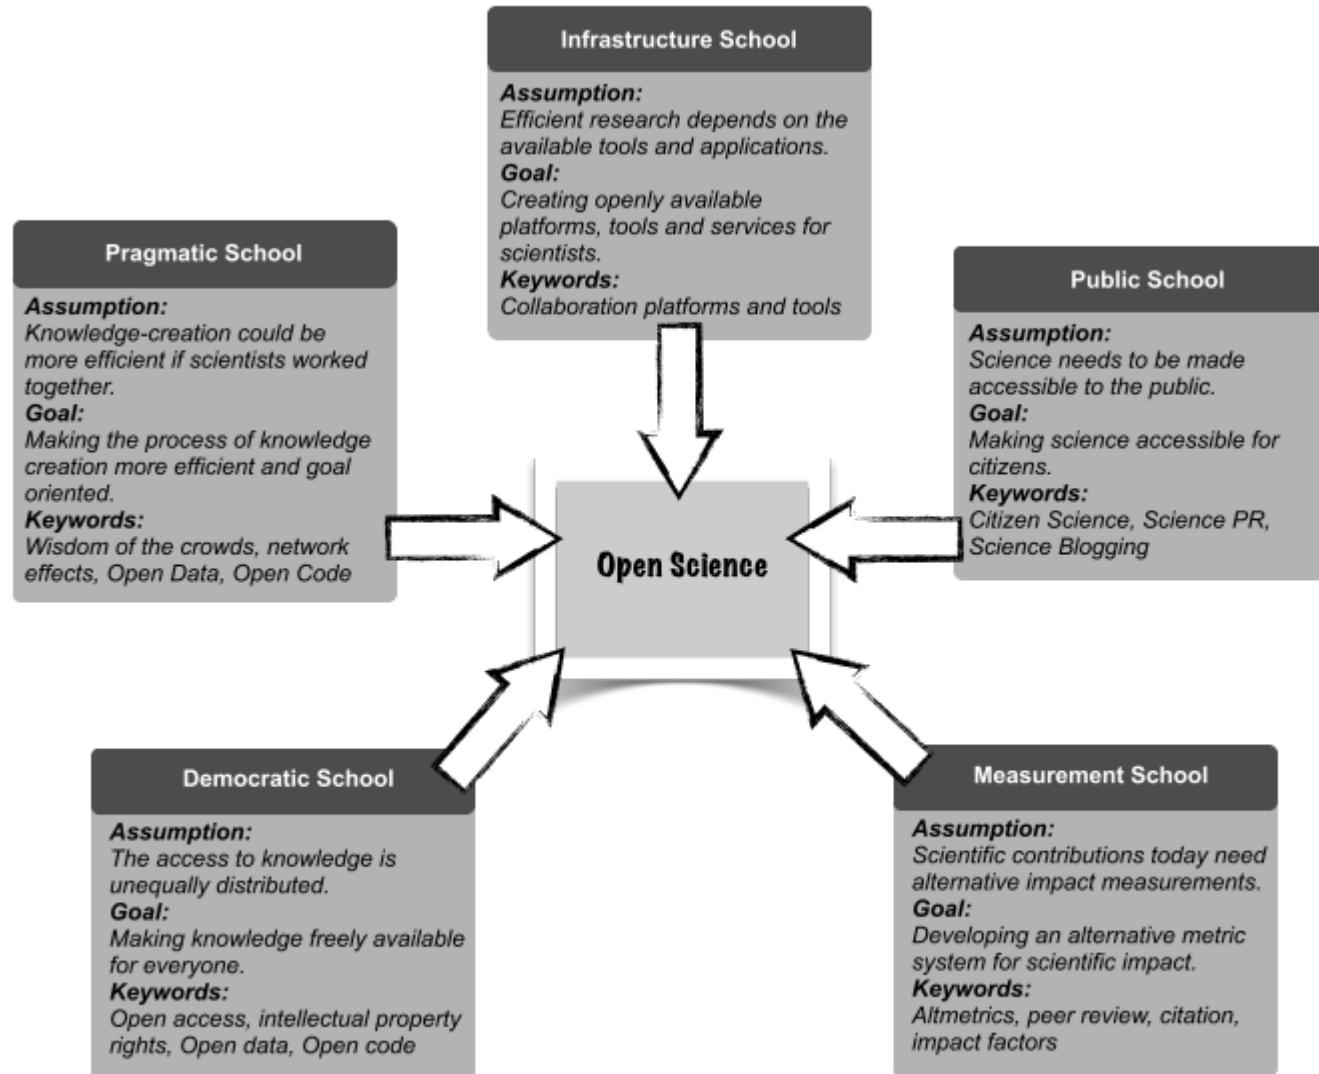 Infrastructure School
Assumption:
Efficient research depends on the
available tools and applications.
Goal:
Creating openly available
platforms, tools and services for
scientists.
Keywords:
Collaboration platforms and tools
Pragmatic School
Assumption:
Knowledge-creation could be
more efficient if scientists worked
together.
Goal:
Making the process of knowledge
creation more efficient and goal
oriented.
Keywords:
Wisdom of the crowds, network
effects, Open Data, Open Code
Public School
Assumption:
Science needs to be made
accessible to the public.
Goal:
Making science accessible for
citizens.
Keywords:
Citizen Science, Science PR,
Science Blogging
Open Science
Democratic School
Assumption:
The access to knowledge is
unequally distributed.
Goal:
Making knowledge freely available
for everyone.
Keywords:
Open access, intellectual property
rights, Open data, Open code
Measurement School
Assumption:
Scientific contributions today need
alternative impact measurements.
Goal:
Developing an alternative metric
system for scientific impact.
Keywords:
Altmetrics, peer review, citation,
impact factors